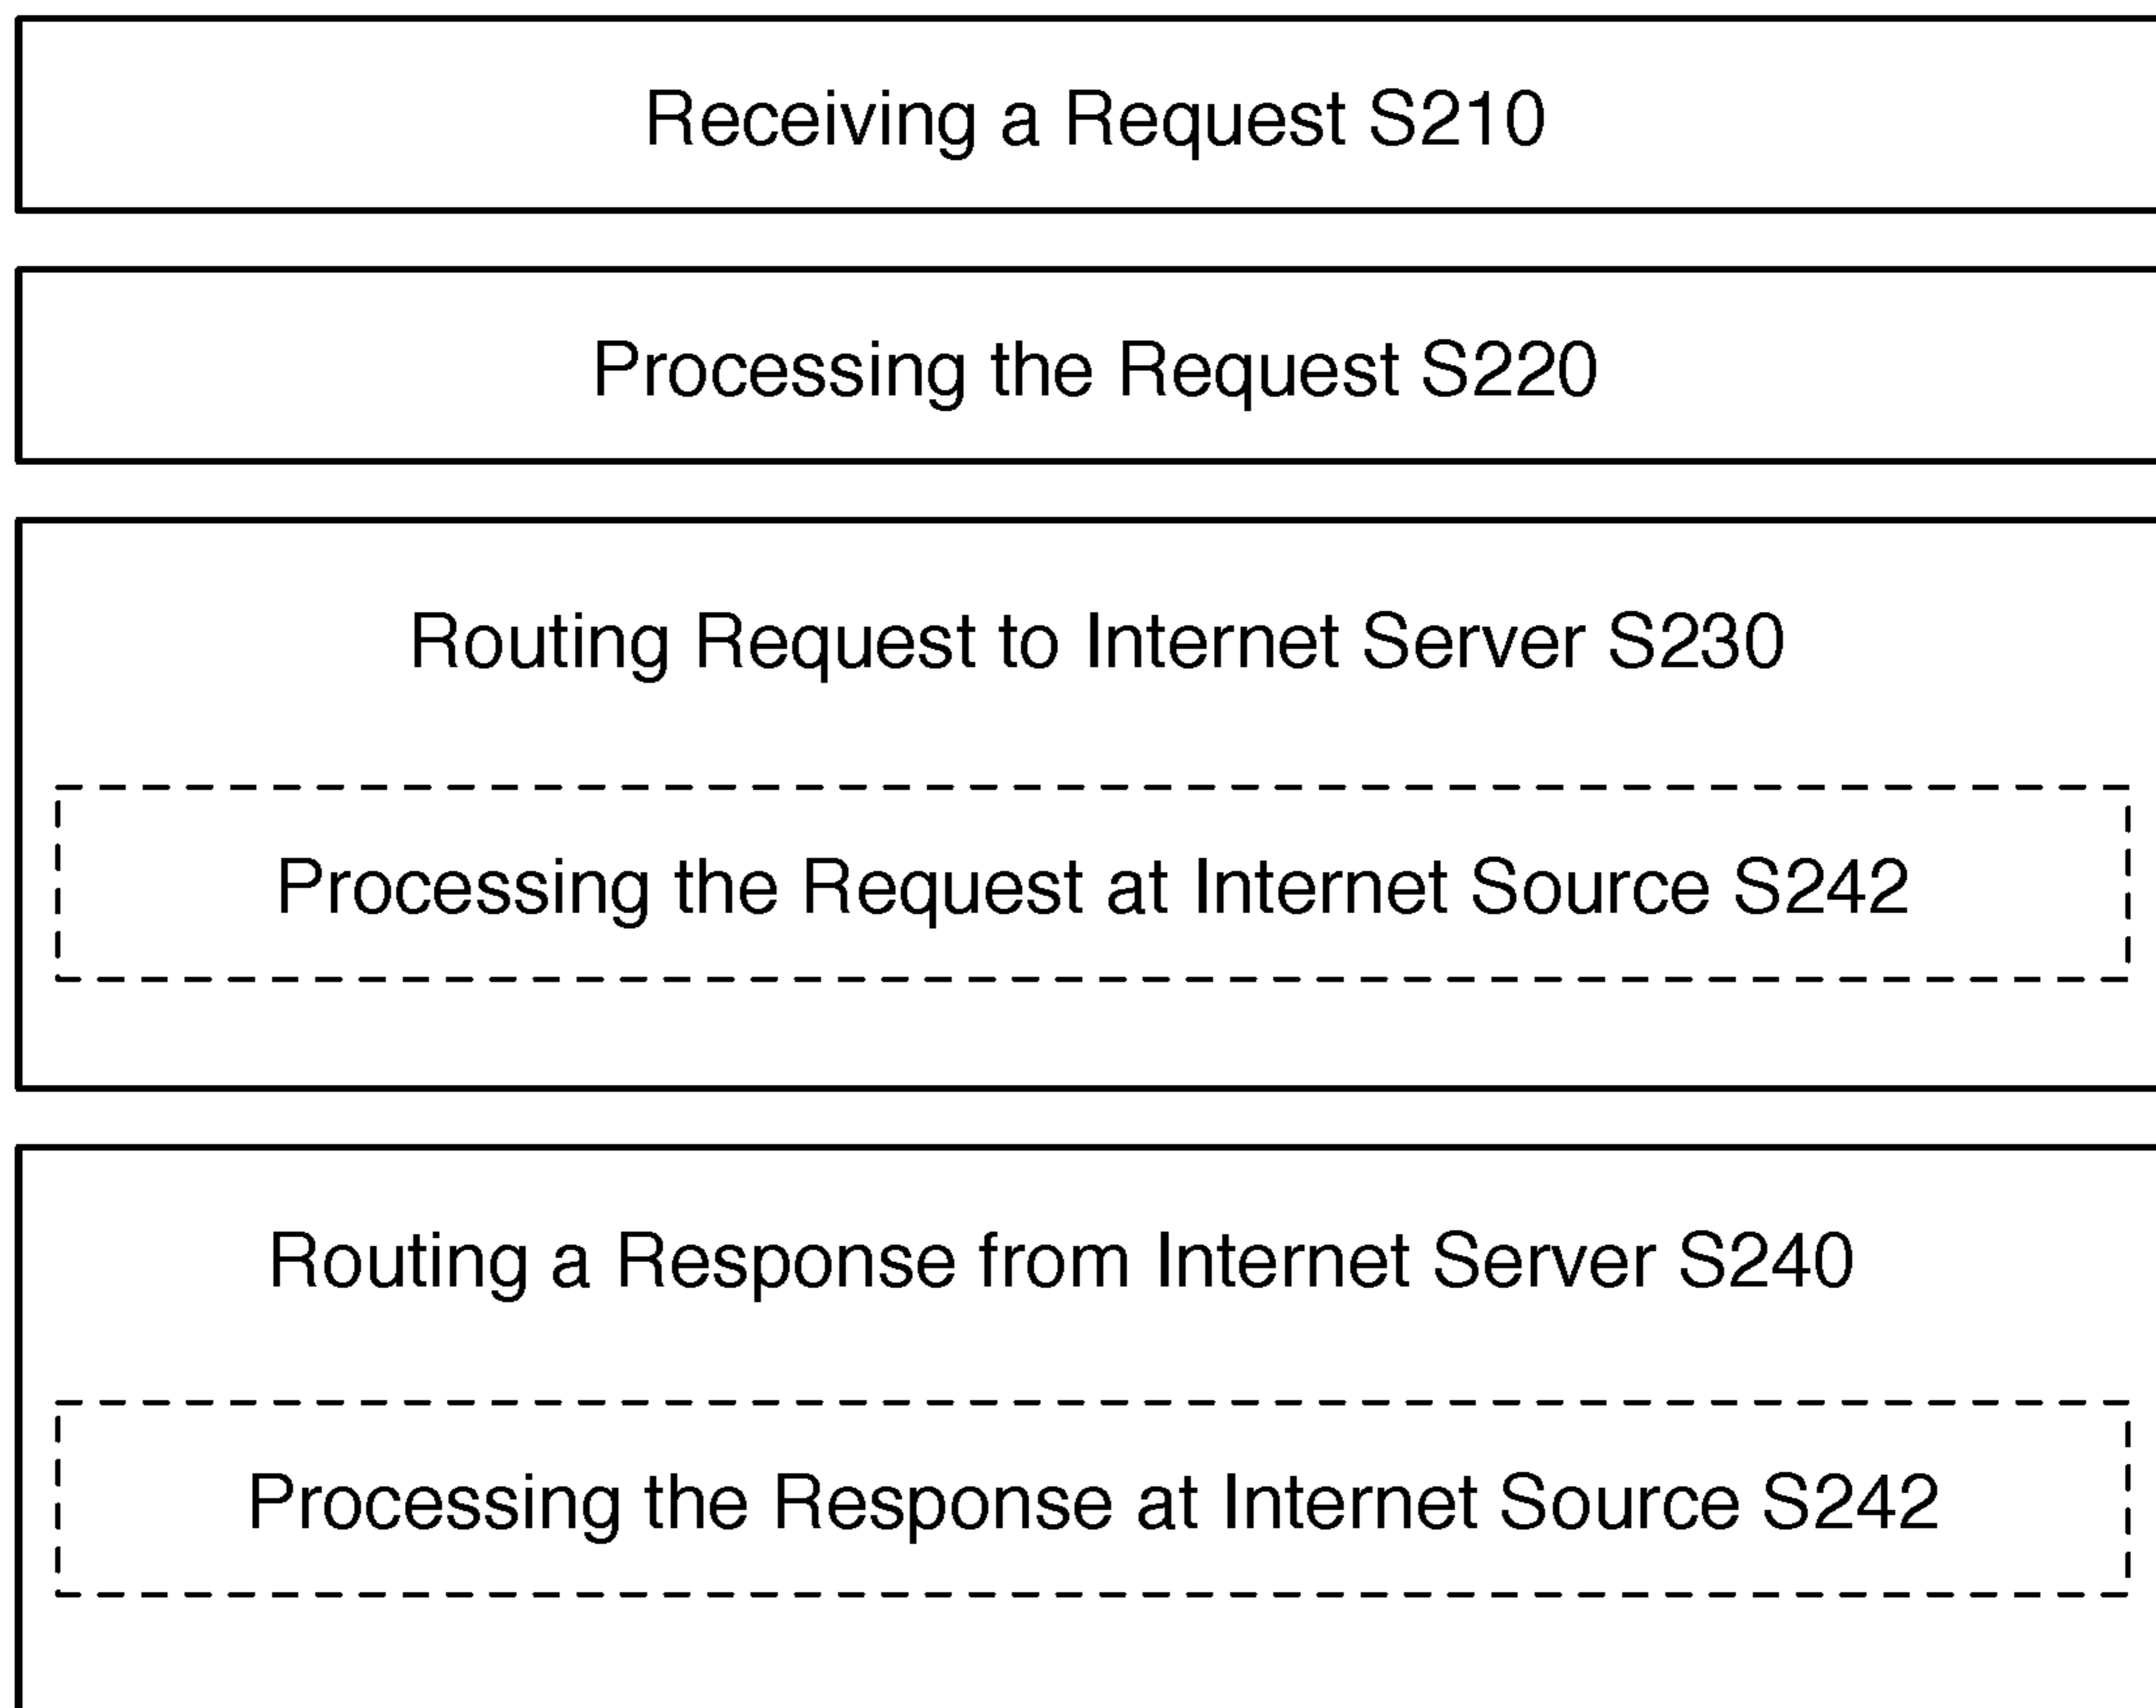 Receiving a Request S210
Processing the Request S220
Routing Request to Internet Server S230
Processing the Request at Internet Source S242
Routing a Response from Internet Server S240
Processing the Response at Internet Source S242